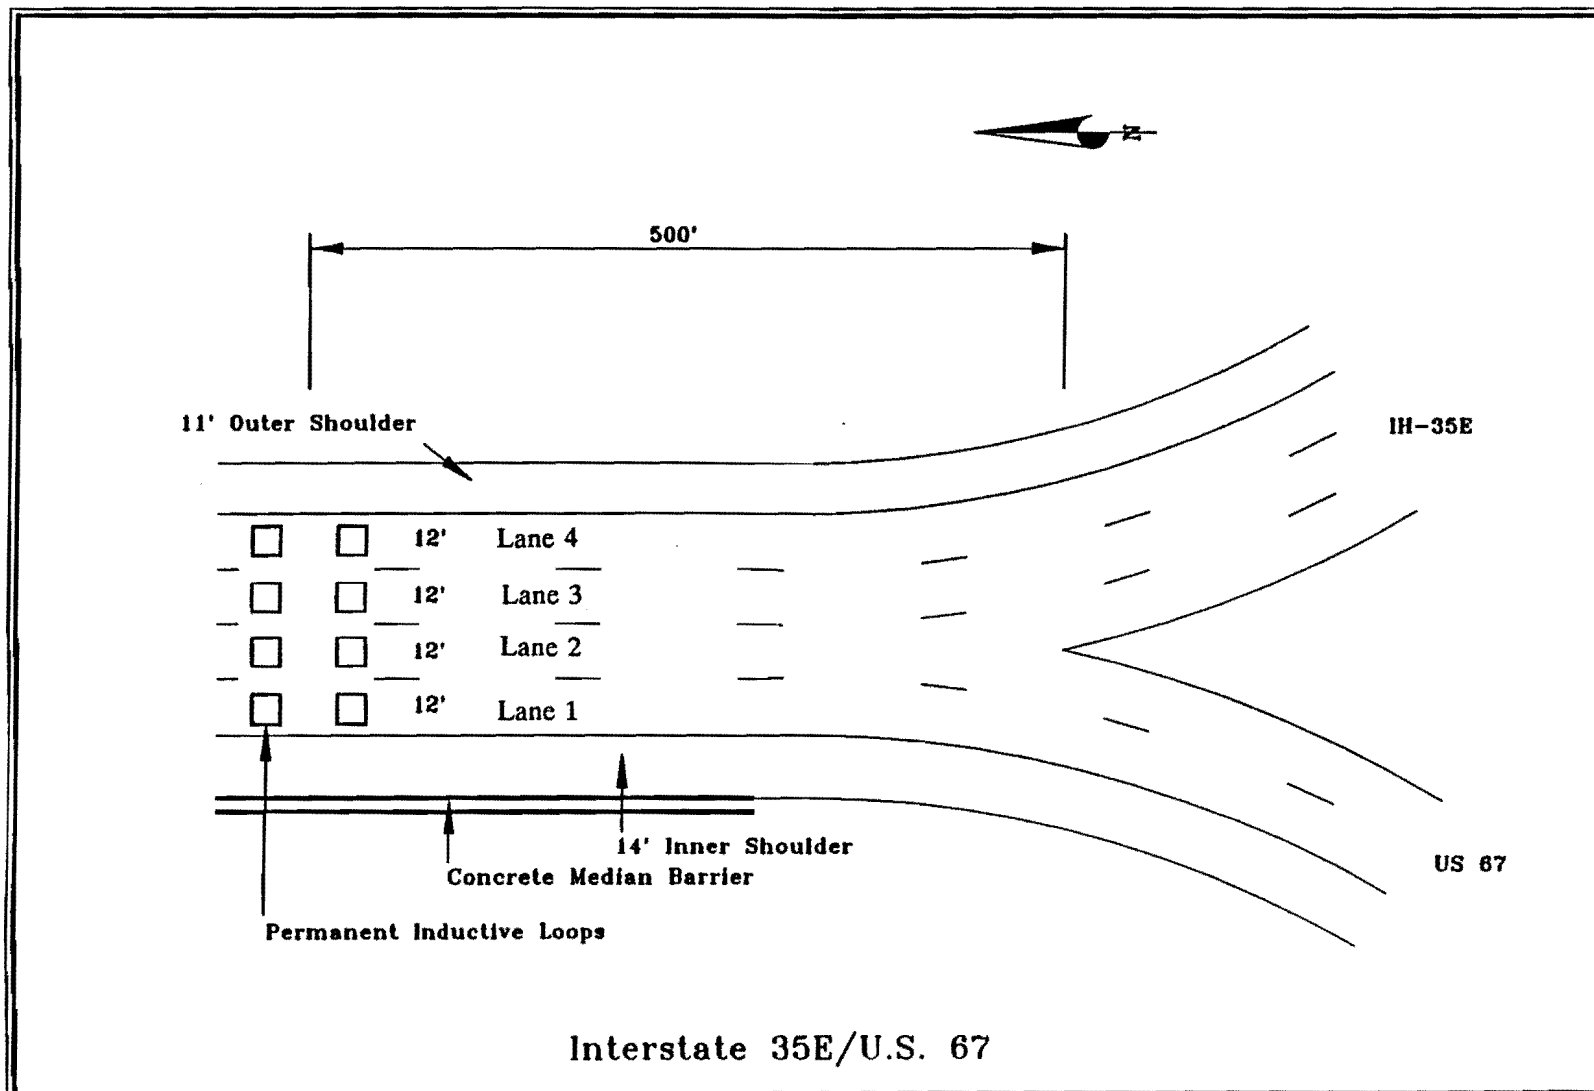 N
500'
11' Outer Shoulder
IH-35E
12' Lane 4
12' Lane 3
12' Lane 2
12' Lane 1
14' Inner Shoulder
Concrete Median Barrier
US 67
Permanent Inductive Loops
Interstate 35E/U.S. 67